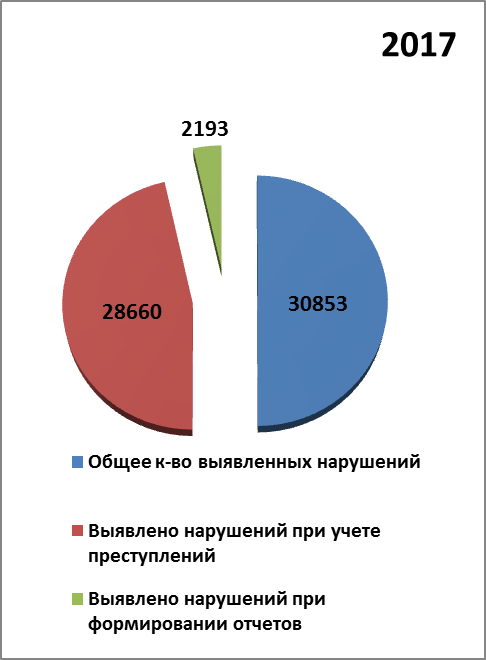 2017
2193
28660
30853
Общее к-во выявленных нарушений
Выявлено нарушений при учете
преступлений
Выявлено нарушений при
формировании отчетов